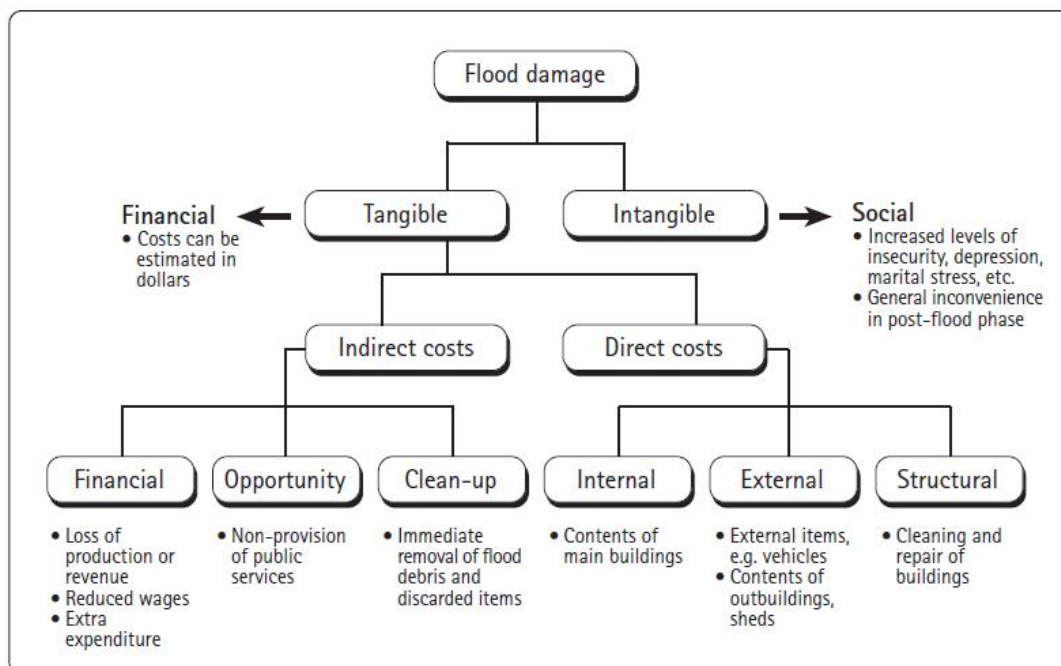 Flood damage
Tangible
Intangible
Financial
• Costs can be
estimated in
dollars
Social
• Increased levels of
insecurity, depression,
marital stress, etc.
• General inconvenience
in post-flood phase
Indirect costs
Direct costs
Financial
Opportunity
Clean-up
Internal
External
Structural
• Loss of
production or
revenue
• Reduced wages
• Extra
expenditure
• Non-provision
of public
services
• Immediate
removal of flood
debris and
discarded items
• Contents of
main buildings
• External items,
e.g. vehicles
• Contents of
outbuildings,
sheds
• Cleaning and
repair of
buildings